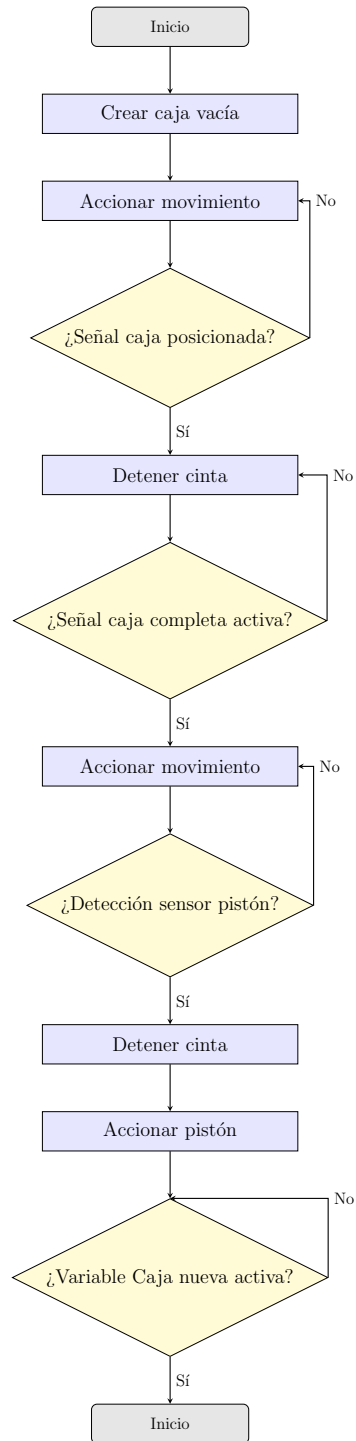 Inicio
Crear caja vacía
Accionar movimiento
No
¿Señal caja posicionada?
Sí
Detener cinta
No
¿Señal caja completa activa?
Sí
Accionar movimiento
No
¿Detección sensor pistón?
Sí
Detener cinta
Accionar pistón
No
¿Variable Caja nueva activa?
Sí
Inicio